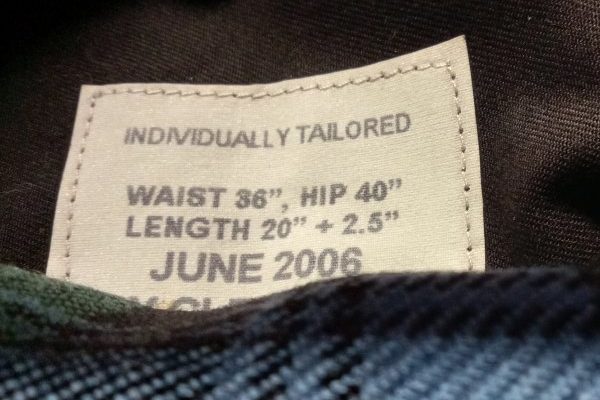 INDIVIDUALLY TAILORED
WAIST 36”, HIP 40”
LENGTH 20” + 2.5”
JUNE 2006